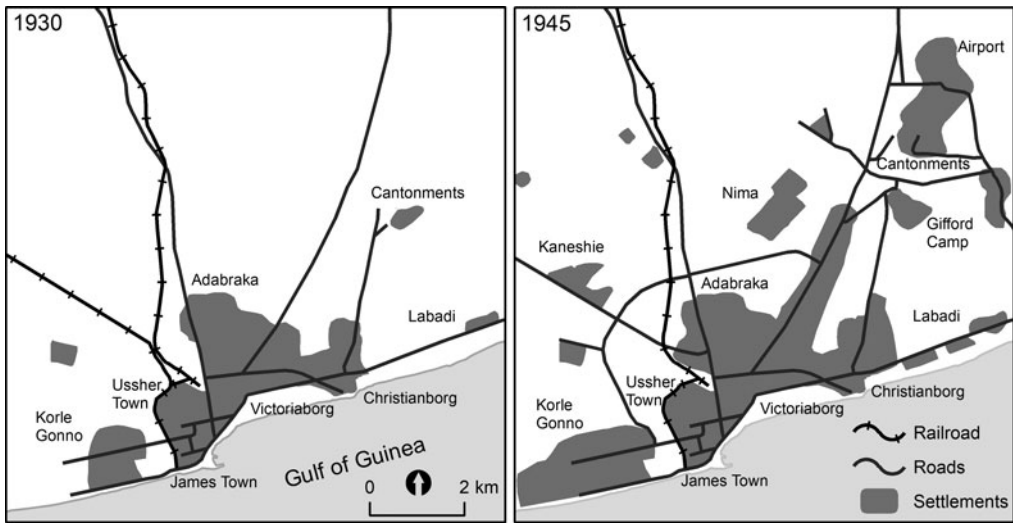 1930
Cantonments
Adabraka
Labadi
Ussher
Town
Korle
Gonno
Victoriaborg
Christianborg
James Town
Gulf of Guinea
0 2 km
1945
Airport
Cantonments
Nima
Gifford
Camp
Kaneshie
Adabraka
Labadi
Ussher
Town
Korle
Gonno
Victoriaborg
Christianborg
James Town
Railroad
Roads
Settlements